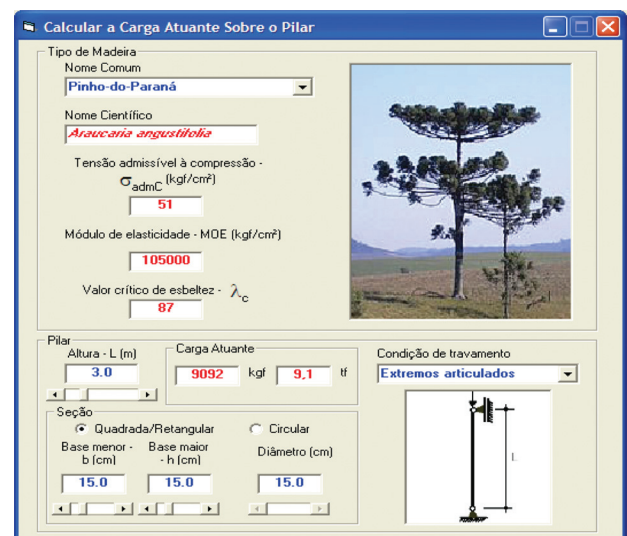 Calcular a Carga Atuante Sobre o Pilar
Tipo de Madeira
Nome Comum
Pinho-do-Paraná
Nome Científico
Araucaria angustifolia
Tensão admissível à compressão -
σadmC (kgf/cm²)
51
Módulo de elasticidade - MOE (kgf/cm²)
105000
Valor crítico de esbeltez - λc
87
Pilar
Altura - L (m)
3.0
Carga Atuante
9092 kgf 9,1 tf
Condição de travamento
Extremos articulados
Seção
Quadrada/Retangular Circular
Base menor - b (cm)
15.0
Base maior - h (cm)
15.0
Diâmetro (cm)
15.0
L